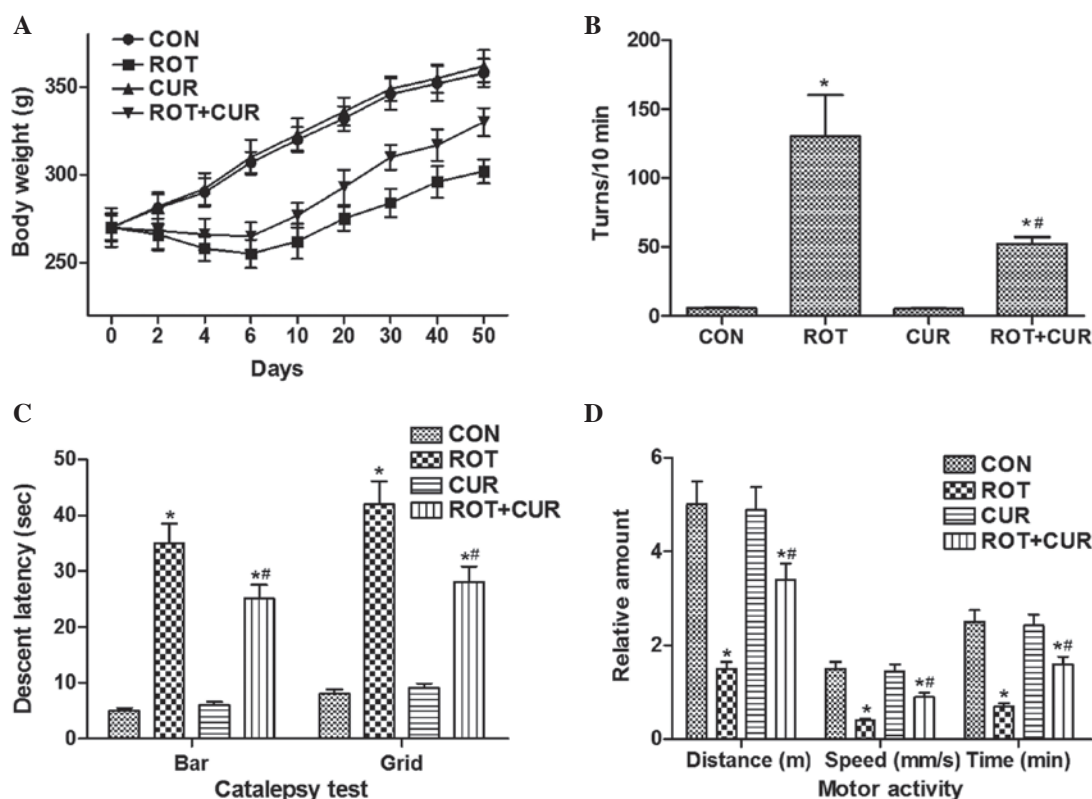 A
CON
ROT
CUR
ROT+CUR
Body weight (g)
350
300
250
0 2 4 6 10 20 30 40 50
Days
B
Turns/10 min
200
150
100
50
0
*
*#
CON ROT CUR ROT+CUR
C
CON
ROT
CUR
ROT+CUR
Descent latency (sec)
50
40
30
20
10
0
*
*#
*
*#
Bar Grid
Catalepsy test
D
CON
ROT
CUR
ROT+CUR
Relative amount
6
4
2
0
*
*#
*
*#
*
*#
Distance (m) Speed (mm/s) Time (min)
Motor activity